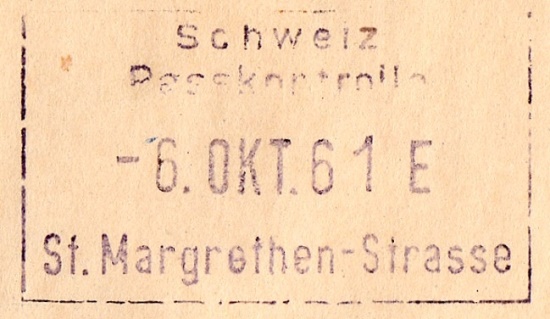 Schweiz
Passkontrolle
-6.OKT.61 E
St. Margrethen-Strasse